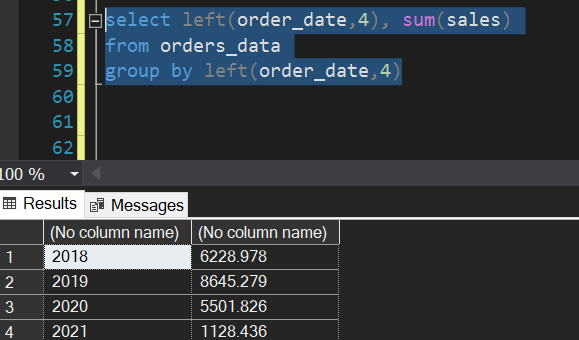 57 select left(order_date,4), sum(sales)
58 from orders_data
59 group by left(order_date,4)
60
61
62
100 %
Results Messages
(No column name) (No column name)
1 2018 6228.978
2 2019 8645.279
3 2020 5501.826
4 2021 1128.436